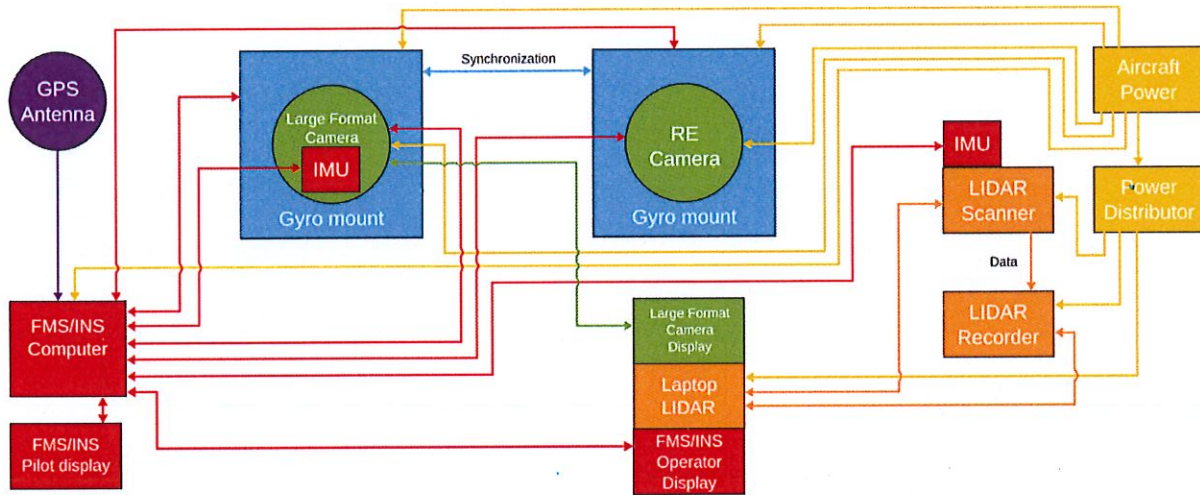 Synchronization
GPS
Antenna
Large Format
Camera
IMU
Gyro mount
RE
Camera
Gyro mount
Aircraft
Power
IMU
LIDAR
Scanner
Power
Distributor
Data
LIDAR
Recorder
FMS/INS
Computer
Large Format
Camera
Display
Laptop
LIDAR
FMS/INS
Operator
Display
FMS/INS
Pilot display